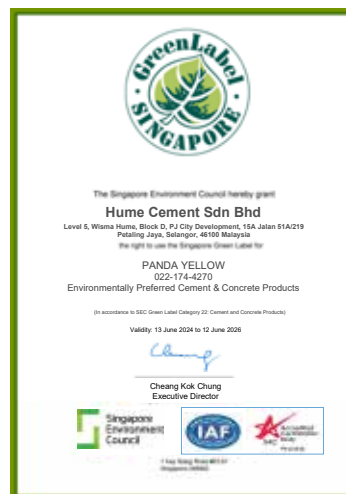 GreenLabel
SINGAPORE
The Singapore Environment Council hereby grant
Hume Cement Sdn Bhd
Level 5, Wisma Hume, Block D, PJ City Development, 15A Jalan 51A/219
Petaling Jaya, Selangor, 46100 Malaysia
the right to use the Singapore Green Label for
PANDA YELLOW
022-174-4270
Environmentally Preferred Cement & Concrete Products
(In accordance to SEC Green Label Category 22: Cement and Concrete Products)
Validity: 13 June 2024 to 12 June 2026
Cheang Kok Chung
Executive Director
Singapore
Environment
Council
IAF
SAC
Accredited
Certification
Body